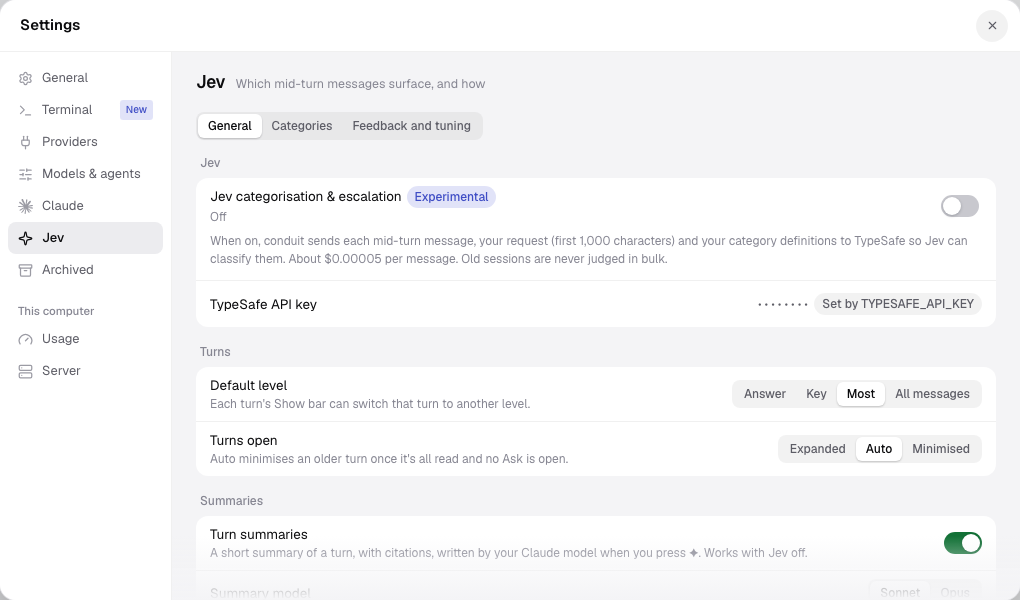 Settings
General
Terminal New
Providers
Models & agents
Claude
Jev
Archived
This computer
Usage
Server
Jev Which mid-turn messages surface, and how
General Categories Feedback and tuning
Jev
Jev categorisation & escalation Experimental
Off
When on, conduit sends each mid-turn message, your request (first 1,000 characters) and your category definitions to TypeSafe so Jev can
classify them. About $0.00005 per message. Old sessions are never judged in bulk.
TypeSafe API key ········ Set by TYPESAFE_API_KEY
Turns
Default level
Each turn's Show bar can switch that turn to another level.
Answer Key Most All messages
Turns open
Auto minimises an older turn once it's all read and no Ask is open.
Expanded Auto Minimised
Summaries
Turn summaries
A short summary of a turn, with citations, written by your Claude model when you press ✦. Works with Jev off.
Summary model Sonnet Opus